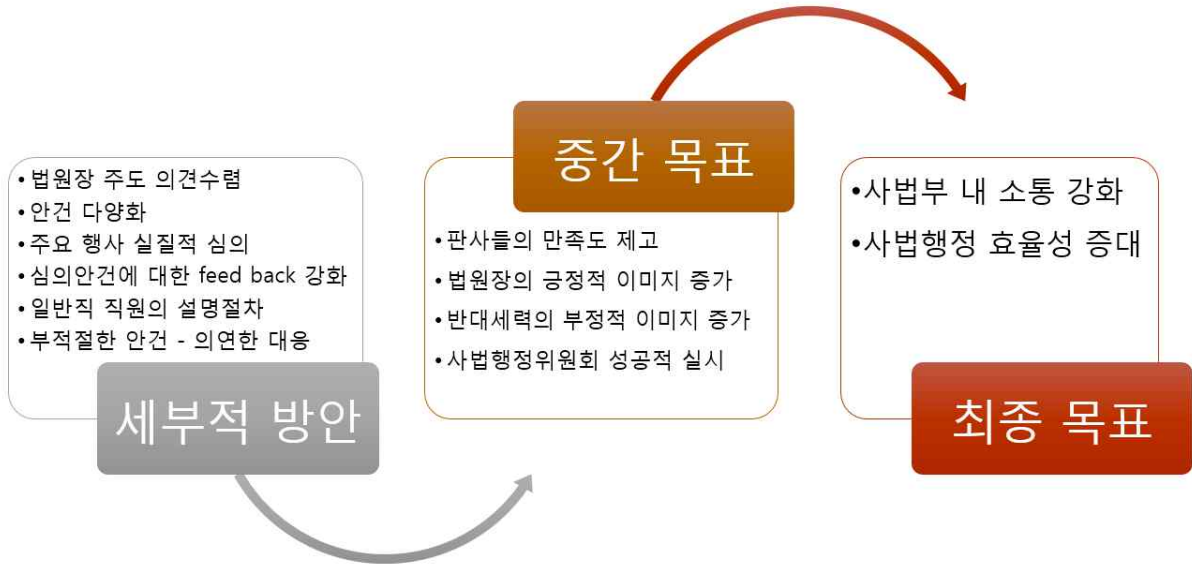 • 법원장 주도 의견수렴
• 안건 다양화
• 주요 행사 실질적 심의
• 심의안건에 대한 feed back 강화
• 일반직 직원의 설명절차
• 부적절한 안건 - 의연한 대응
세부적 방안
중간 목표
• 판사들의 만족도 제고
• 법원장의 긍정적 이미지 증가
• 반대세력의 부정적 이미지 증가
• 사법행정위원회 성공적 실시
•사법부 내 소통 강화
•사법행정 효율성 증대
최종 목표